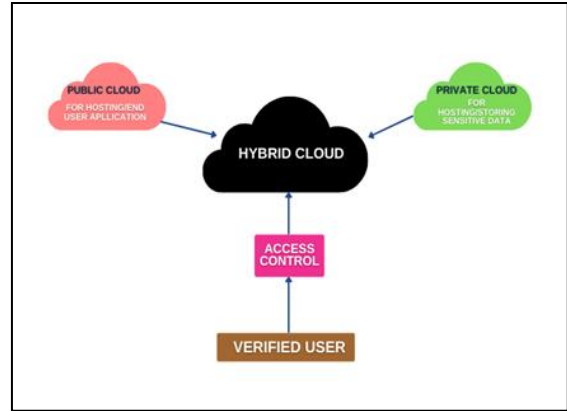 PUBLIC CLOUD
FOR HOSTING/END
USER APLLICATION
PRIVATE CLOUD
FOR
HOSTING/STORING
SENSITIVE DATA
HYBRID CLOUD
ACCESS
CONTROL
VERIFIED USER